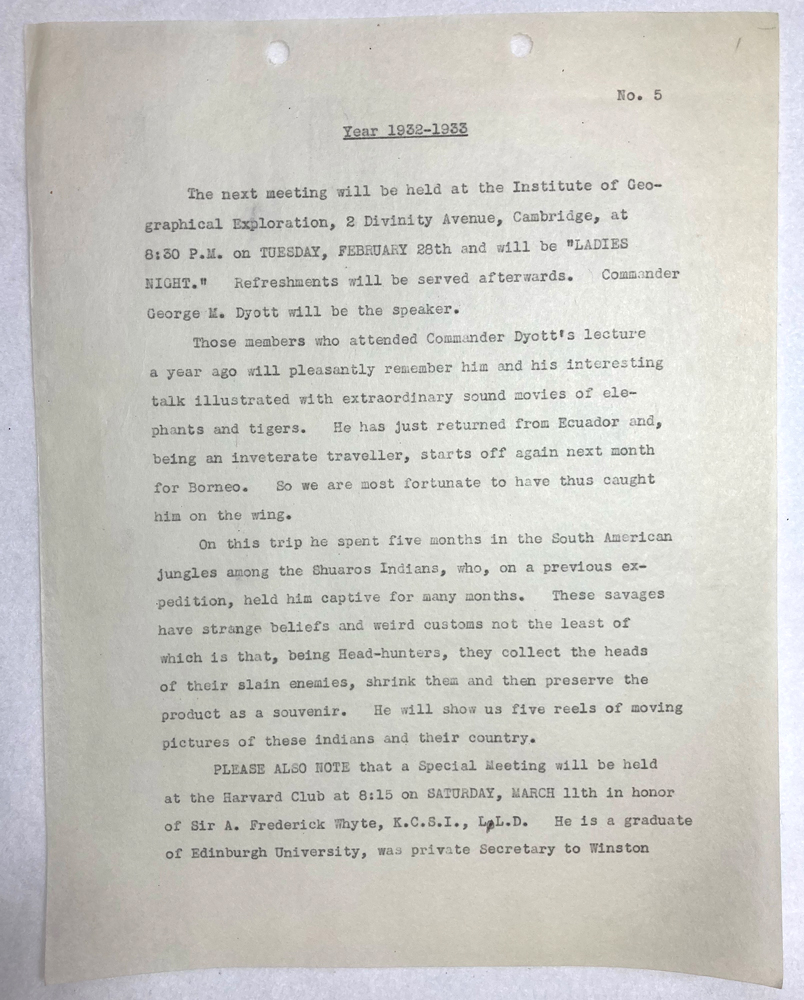 No. 5
Year 1932-1933
The next meeting will be held at the Institute of Geo-
graphical Exploration, 2 Divinity Avenue, Cambridge, at
8:30 P.M. on TUESDAY, FEBRUARY 28th and will be "LADIES
NIGHT." Refreshments will be served afterwards. Commander
George M. Dyott will be the speaker.
Those members who attended Commander Dyott's lecture
a year ago will pleasantly remember him and his interesting
talk illustrated with extraordinary sound movies of ele-
phants and tigers. He has just returned from Ecuador and,
being an inveterate traveller, starts off again next month
for Borneo. So we are most fortunate to have thus caught
him on the wing.
On this trip he spent five months in the South American
jungles among the Shuaros Indians, who, on a previous ex-
pedition, held him captive for many months. These savages
have strange beliefs and weird customs not the least of
which is that, being Head-hunters, they collect the heads
of their slain enemies, shrink them and then preserve the
product as a souvenir. He will show us five reels of moving
pictures of these indians and their country.
PLEASE ALSO NOTE that a Special Meeting will be held
at the Harvard Club at 8:15 on SATURDAY, MARCH 11th in honor
of Sir A. Frederick Whyte, K.C.S.I., L.L.D. He is a graduate
of Edinburgh University, was private Secretary to Winston